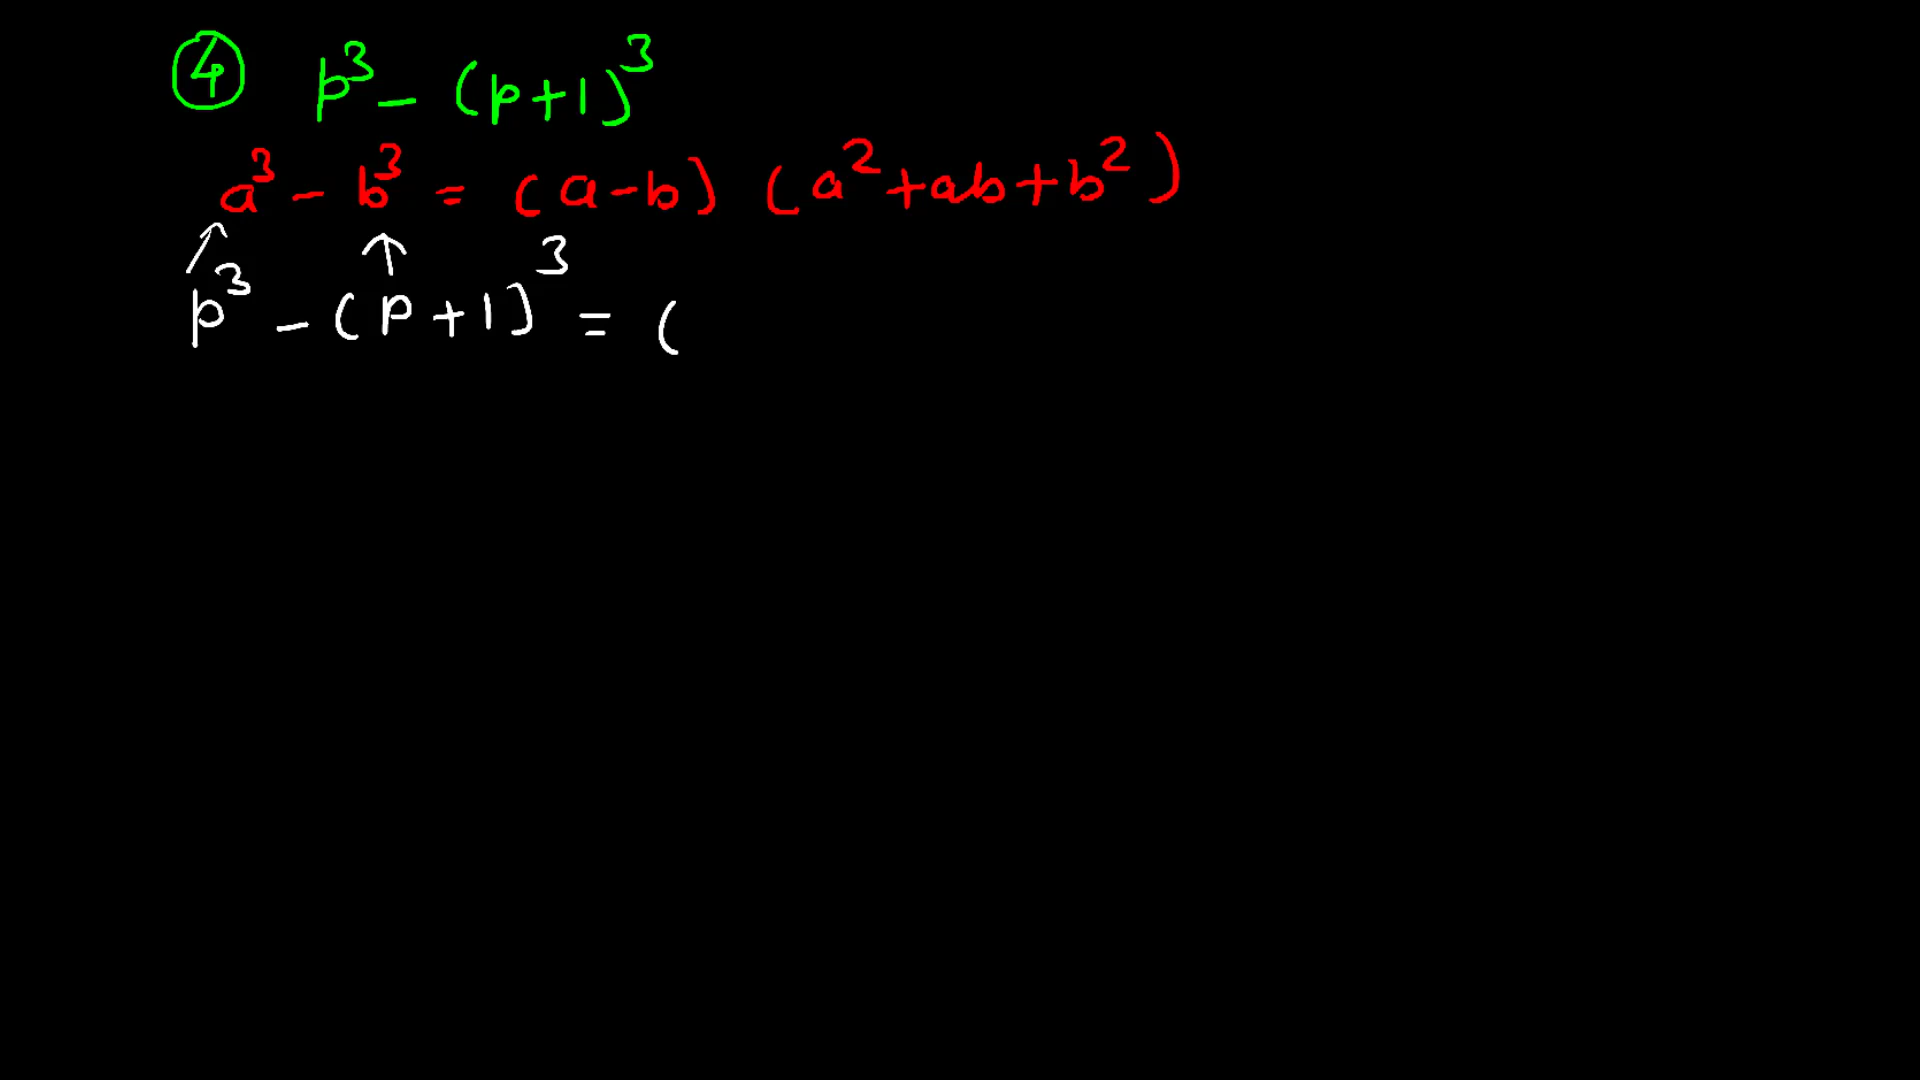 ④ p³ - (p+1)³
a³ - b³ = (a-b) (a²+ab+b²)
p³ - (p+1)³ = (